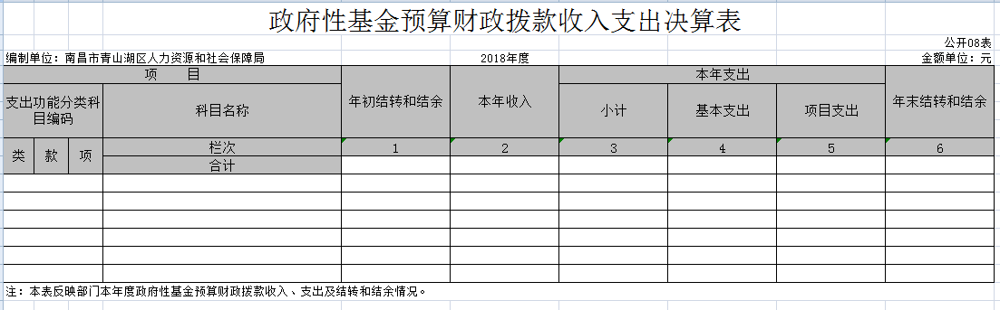 政府性基金预算财政拨款收入支出决算表
公开08表
编制单位：南昌市青山湖区人力资源和社会保障局 2018年度 金额单位：元
项 目 年初结转和结余 本年收入 本年支出 年末结转和结余
支出功能分类科目编码 科目名称 小计 基本支出 项目支出
类 款 项 栏次 1 2 3 4 5 6
合计
注：本表反映部门本年度政府性基金预算财政拨款收入、支出及结转和结余情况。